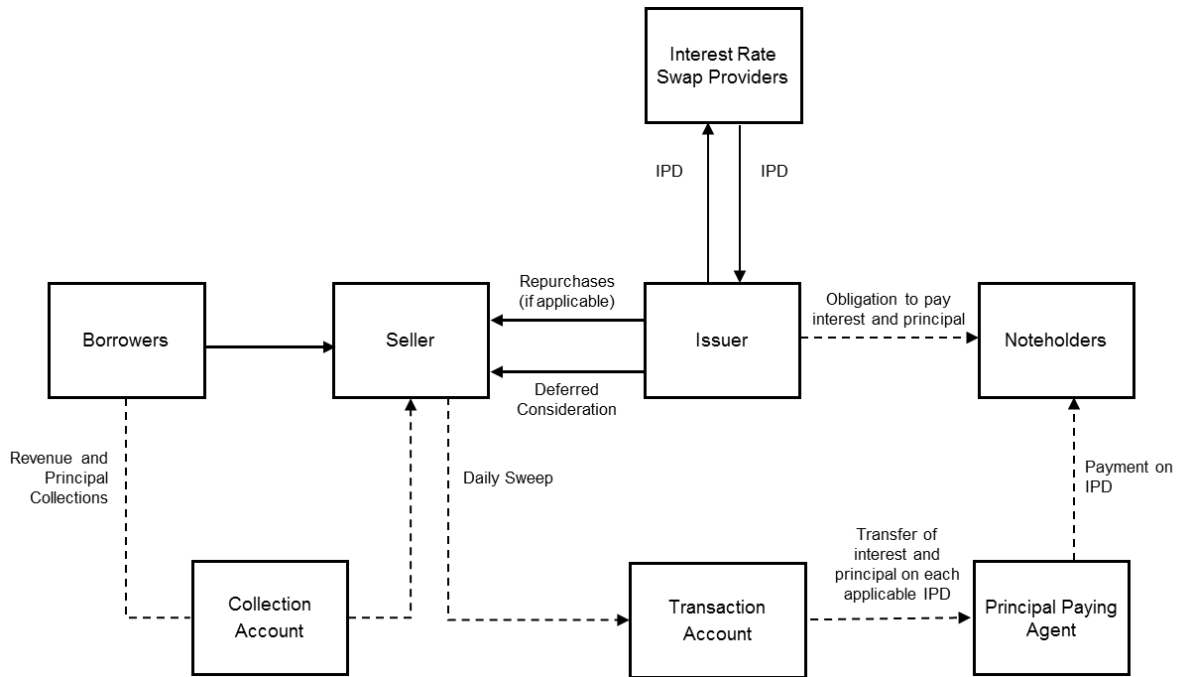 Interest Rate
Swap Providers
IPD
IPD
Repurchases
(if applicable)
Obligation to pay
interest and principal
Borrowers
Seller
Issuer
Noteholders
Deferred
Consideration
Revenue and
Principal
Collections
Daily Sweep
Payment on
IPD
Transfer of
interest and
principal on each
applicable IPD
Collection
Account
Transaction
Account
Principal Paying
Agent